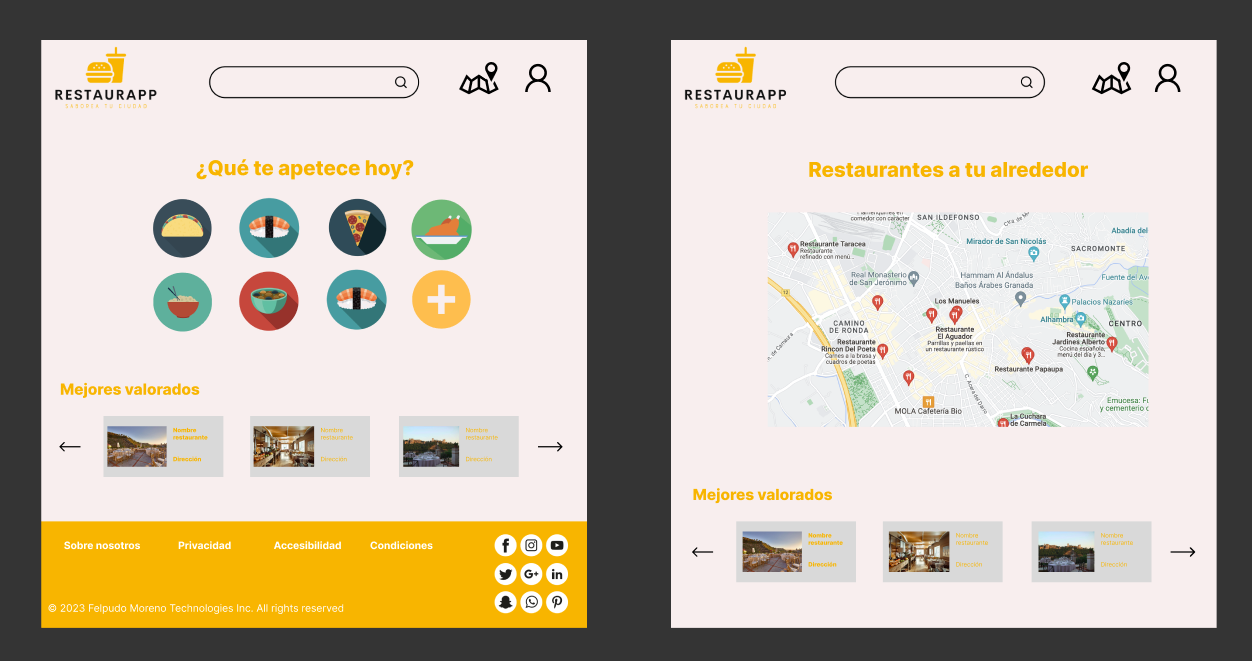 RESTAURAPP
SABOREA TU CIUDAD
¿Qué te apetece hoy?
Mejores valorados
Nombre
restaurante
Dirección
Nombre
restaurante
Dirección
Nombre
restaurante
Dirección
Sobre nosotros
Privacidad
Accesibilidad
Condiciones
© 2023 Felpudo Moreno Technologies Inc. All rights reserved
RESTAURAPP
SABOREA TU CIUDAD
Restaurantes a tu alrededor
comedor con carácter
SAN ILDEFONSO
Abadía del
Restaurante Taracea
Restaurante
refinado con menú...
Mirador de San Nicolás
SACROMONTE
Real Monasterio
de San Jerónimo
Hammam Al Ándalus
Baños Árabes Granada
Fuente del Av
12
Los Manueles
Palacios Nazaríes
Alhambra
CENTRO
CAMINO
DE RONDA
Restaurante
El Aguador
Parrillas y paellas en
un restaurante rústico
Restaurante
Jardines Alberto
Cocina española,
menú del día y 3...
Restaurante
Rincon Del Poeta
Carnes a la brasa y
cuadros de poetas
Restaurante Papaupa
MOLA Cafetería Bio
Emucesa: Fu
y cementerio d
La Cuchara
de Carmela
Mejores valorados
Nombre
restaurante
Dirección
Nombre
restaurante
Dirección
Nombre
restaurante
Dirección